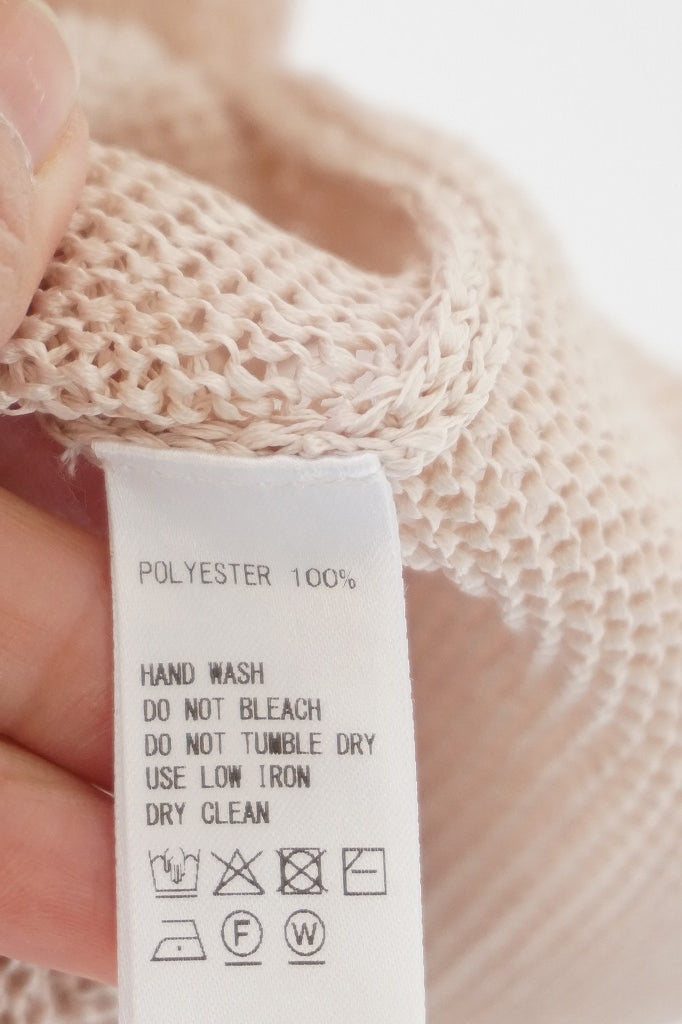 POLYESTER 100%
HAND WASH
DO NOT BLEACH
DO NOT TUMBLE DRY
USE LOW IRON
DRY CLEAN
F W